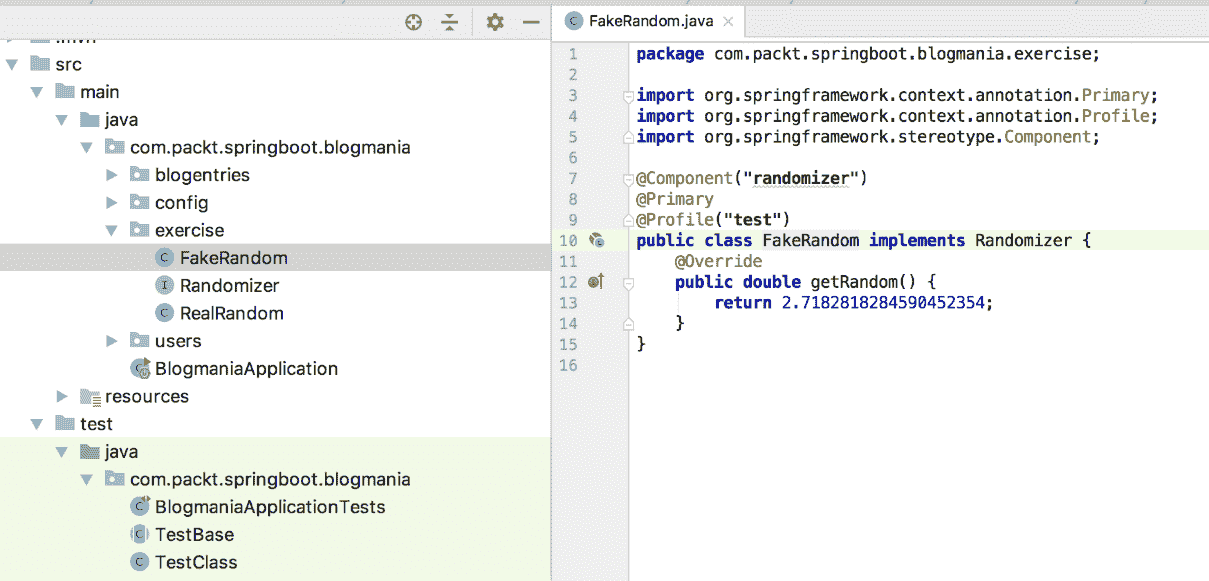 src
main
java
com.packt.springboot.blogmania
blogentries
config
exercise
FakeRandom
Randomizer
RealRandom
users
BlogmaniaApplication
resources
test
java
com.packt.springboot.blogmania
BlogmaniaApplicationTests
TestBase
TestClass
FakeRandom.java
1 package com.packt.springboot.blogmania.exercise;
2
3 import org.springframework.context.annotation.Primary;
4 import org.springframework.context.annotation.Profile;
5 import org.springframework.stereotype.Component;
6
7 @Component("randomizer")
8 @Primary
9 @Profile("test")
10 public class FakeRandom implements Randomizer {
11 @Override
12 public double getRandom() {
13 return 2.7182818284590452354;
14 }
15 }
16